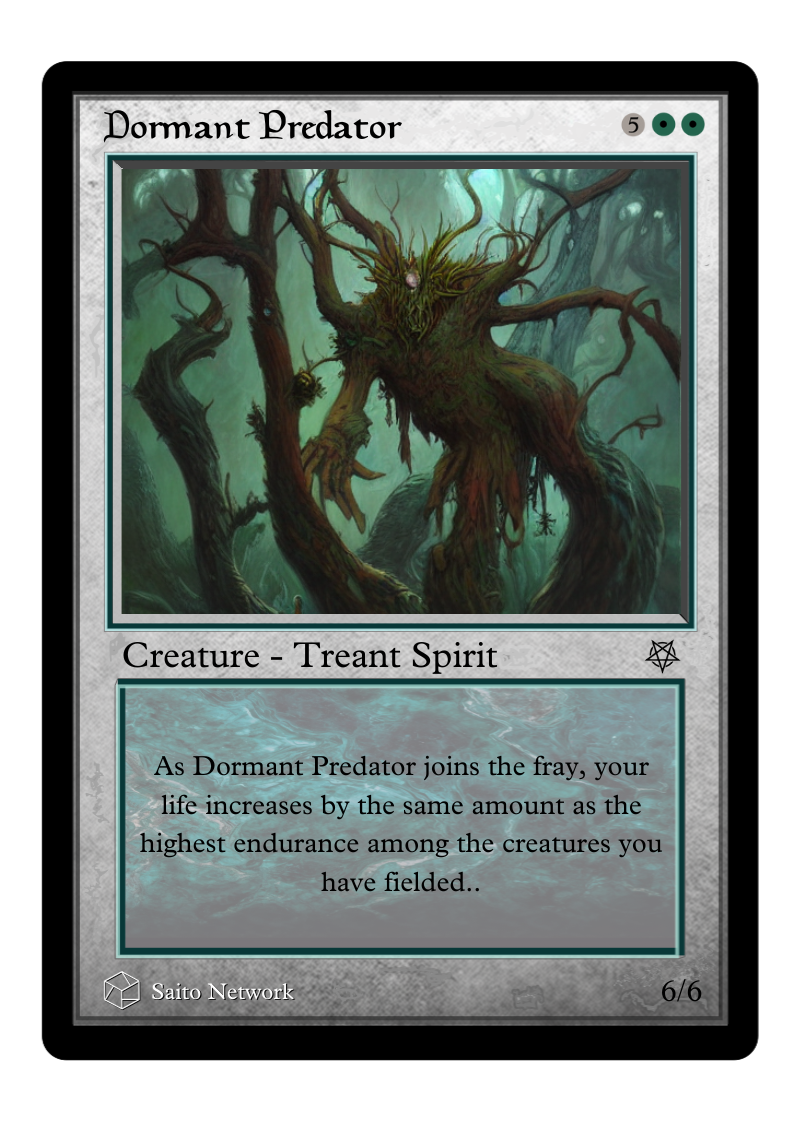 Dormant Predator 5
Creature - Treant Spirit
As Dormant Predator joins the fray, your
life increases by the same amount as the
highest endurance among the creatures you
have fielded..
Saito Network 6/6